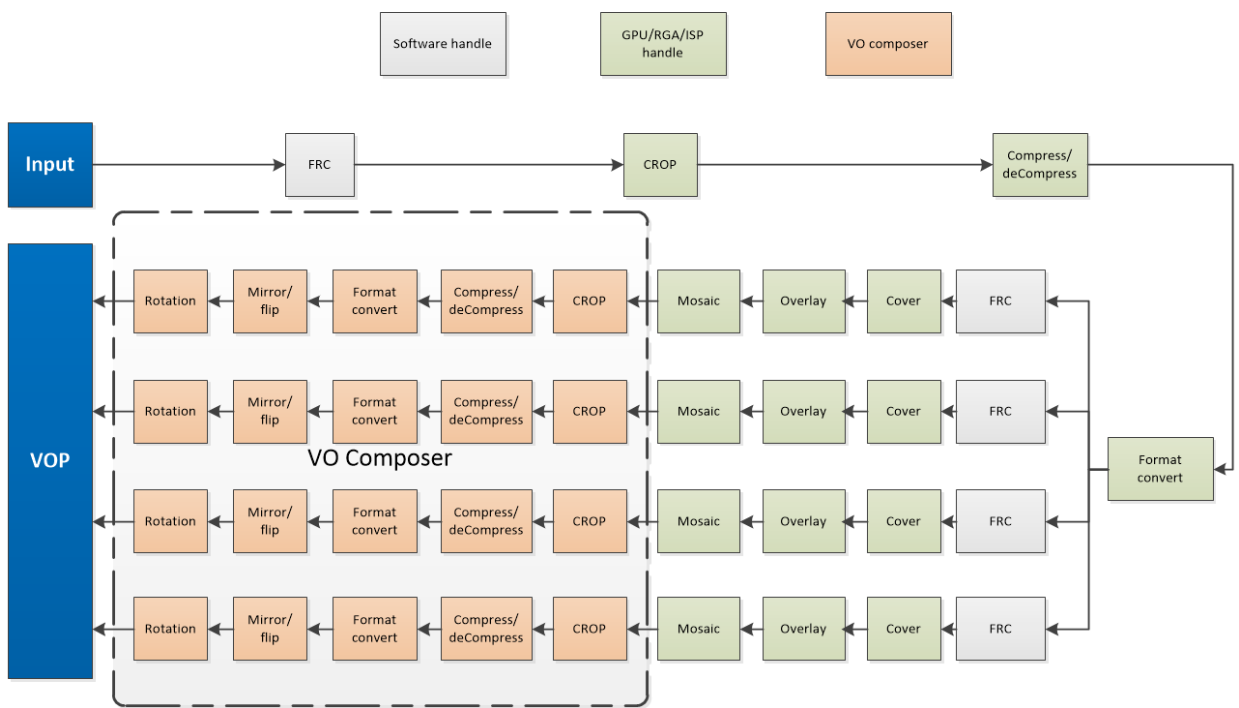 Software handle
GPU/RGA/ISP
handle
VO composer
Input
FRC
CROP
Compress/
deCompress
VOP
Rotation
Mirror/
flip
Format
convert
Compress/
deCompress
CROP
Mosaic
Overlay
Cover
FRC
Rotation
Mirror/
flip
Format
convert
Compress/
deCompress
CROP
Mosaic
Overlay
Cover
FRC
VO Composer
Format
convert
Rotation
Mirror/
flip
Format
convert
Compress/
deCompress
CROP
Mosaic
Overlay
Cover
FRC
Rotation
Mirror/
flip
Format
convert
Compress/
deCompress
CROP
Mosaic
Overlay
Cover
FRC